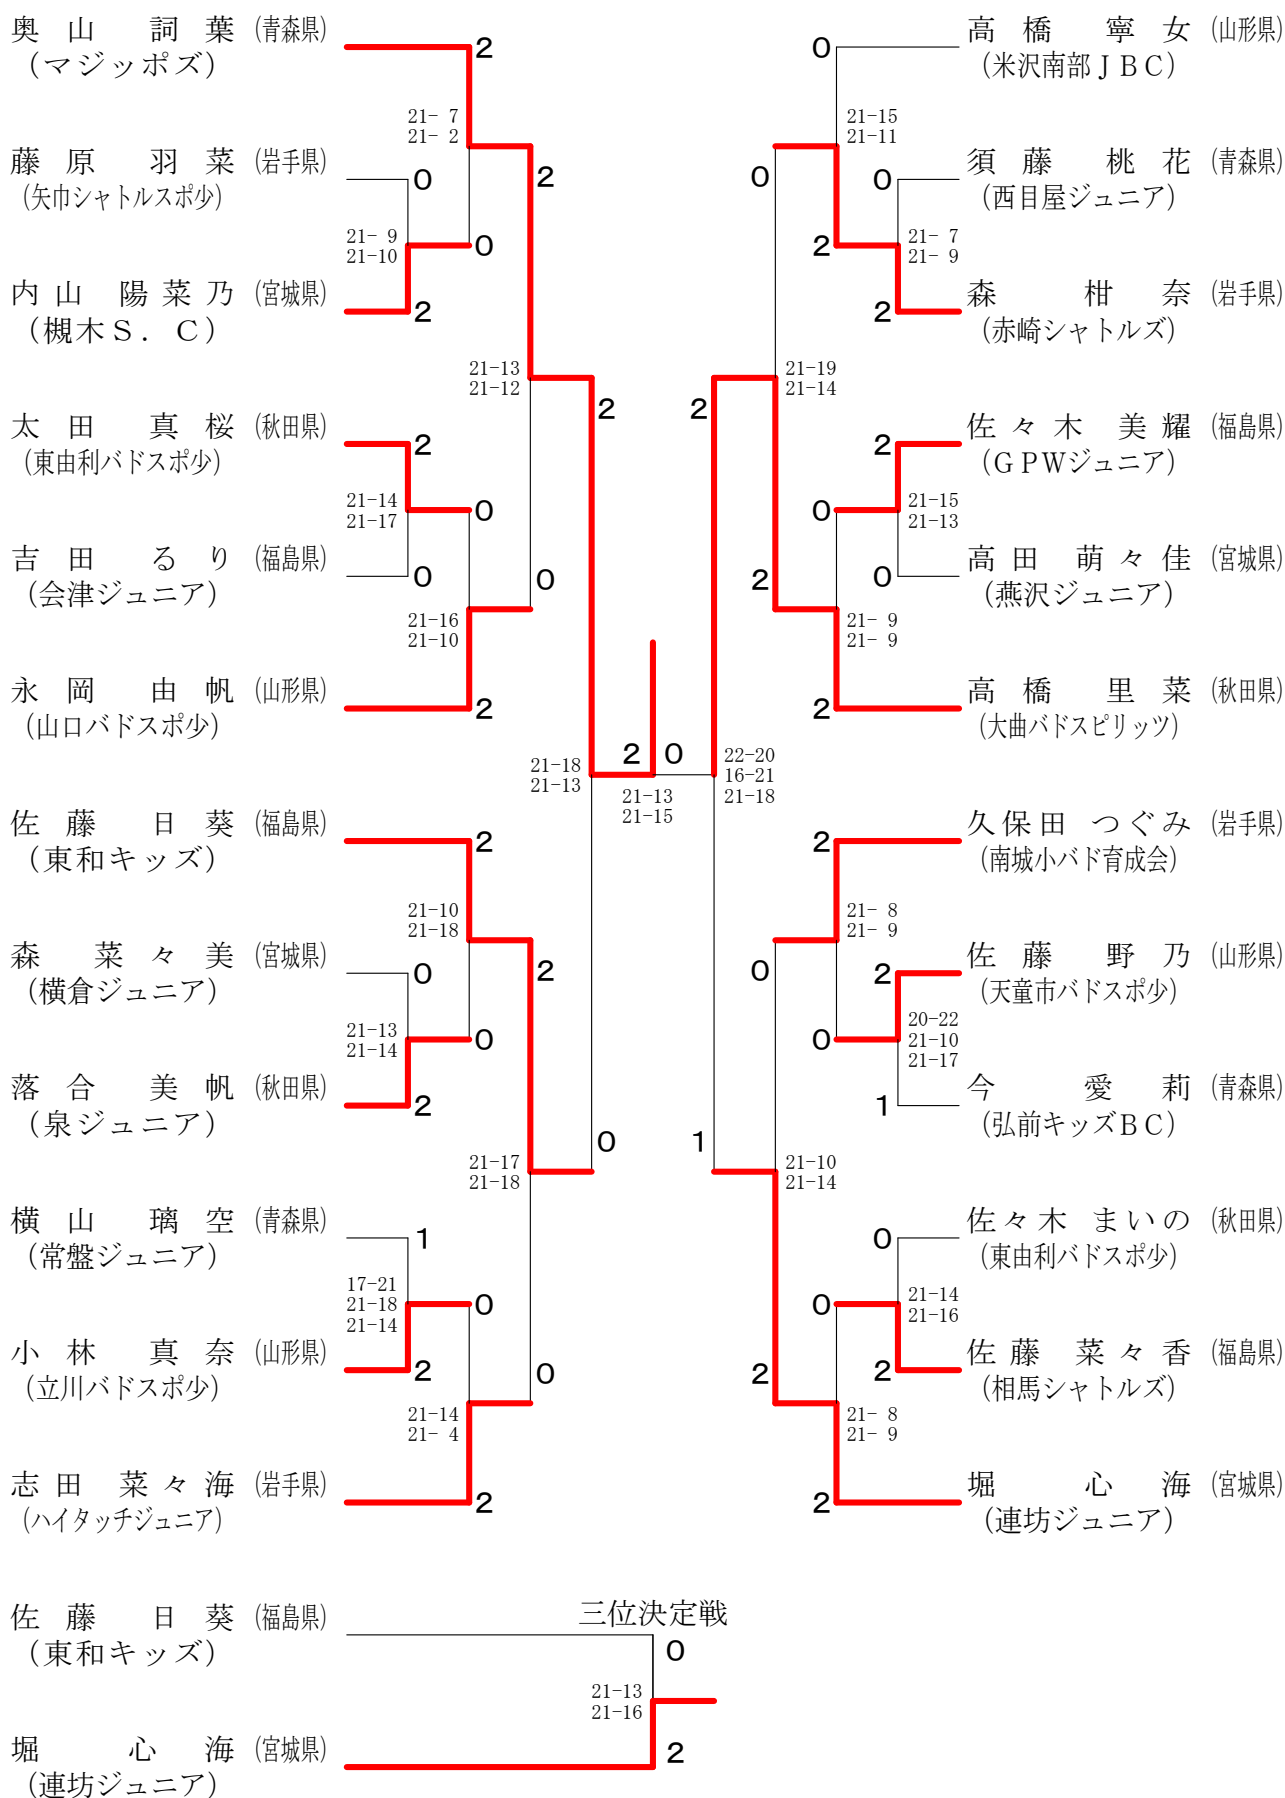 奥山 詞葉 (青森県)
(マジッポズ)
2
21- 7
21- 2
藤原 羽菜 (岩手県)
(矢巾シャトルスポ少)
0
2
21- 9
21-10
0
内山 陽菜乃 (宮城県)
(槻木Ｓ．Ｃ)
2
21-13
21-12
2
太田 真桜 (秋田県)
(東由利バドスポ少)
2
21-14
21-17
0
吉田 るり (福島県)
(会津ジュニア)
0
0
21-16
21-10
永岡 由帆 (山形県)
(山口バドスポ少)
2
21-18
21-13
2 0
21-13
21-15
佐藤 日葵 (福島県)
(東和キッズ)
2
21-10
21-18
森 菜々美 (宮城県)
(横倉ジュニア)
0
2
21-13
21-14
0
落合 美帆 (秋田県)
(泉ジュニア)
2
0
21-17
21-18
横山 璃空 (青森県)
(常盤ジュニア)
1
17-21
21-18
21-14
0
小林 真奈 (山形県)
(立川バドスポ少)
2
0
21-14
21- 4
志田 菜々海 (岩手県)
(ハイタッチジュニア)
2
高橋 寧女 (山形県)
(米沢南部ＪＢＣ)
0
21-15
21-11
須藤 桃花 (青森県)
(西目屋ジュニア)
0
0
21- 7
21- 9
2
森 柑奈 (岩手県)
(赤崎シャトルズ)
2
21-19
21-14
2
佐々木 美耀 (福島県)
(ＧＰＷジュニア)
2
21-15
21-13
0
高田 萌々佳 (宮城県)
(燕沢ジュニア)
0
2
21- 9
21- 9
高橋 里菜 (秋田県)
(大曲バドスピリッツ)
2
22-20
16-21
21-18
久保田 つぐみ (岩手県)
(南城小バド育成会)
2
21- 8
21- 9
佐藤 野乃 (山形県)
(天童市バドスポ少)
2
0
20-22
21-10
21-17
0
今 愛莉 (青森県)
(弘前キッズＢＣ)
1
1
21-10
21-14
佐々木 まいの (秋田県)
(東由利バドスポ少)
0
21-14
21-16
0
佐藤 菜々香 (福島県)
(相馬シャトルズ)
2
2
21- 8
21- 9
堀 心海 (宮城県)
(連坊ジュニア)
2
三位決定戦
佐藤 日葵 (福島県)
(東和キッズ)
0
21-13
21-16
堀 心海 (宮城県)
(連坊ジュニア)
2